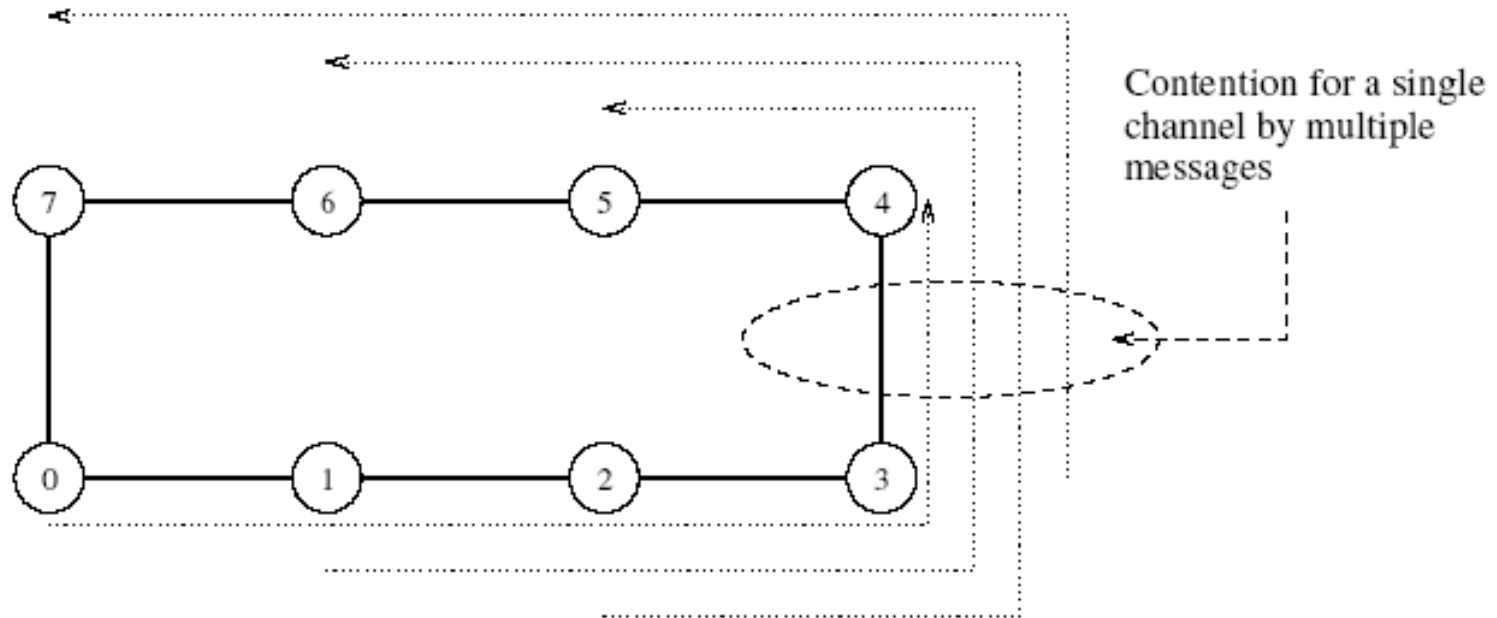 Contention for a single
channel by multiple
messages
7 6 5 4
0 1 2 3